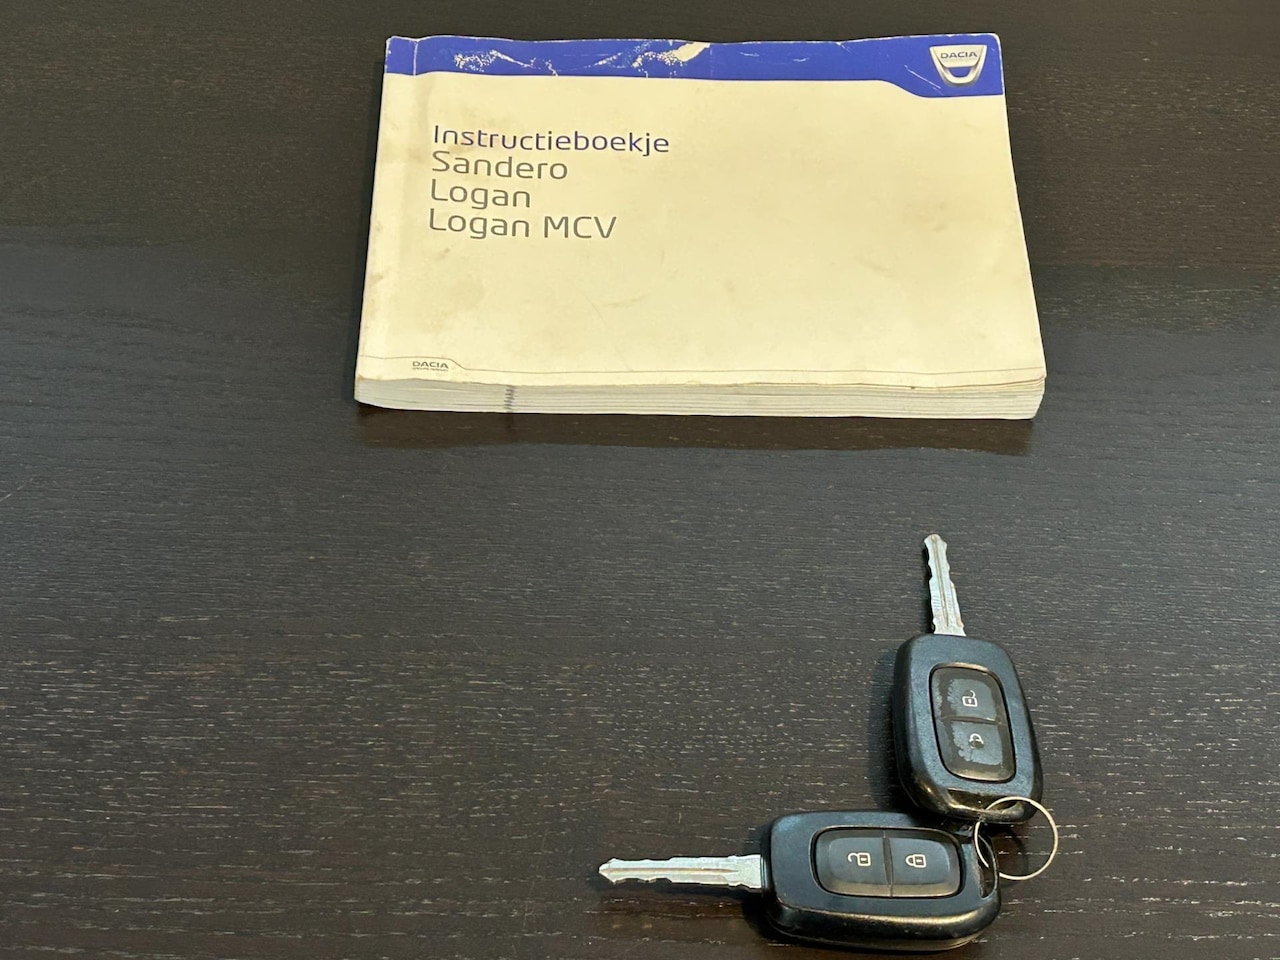 DACIA
Instructieboekje
Sandero
Logan
Logan MCV
DACIA